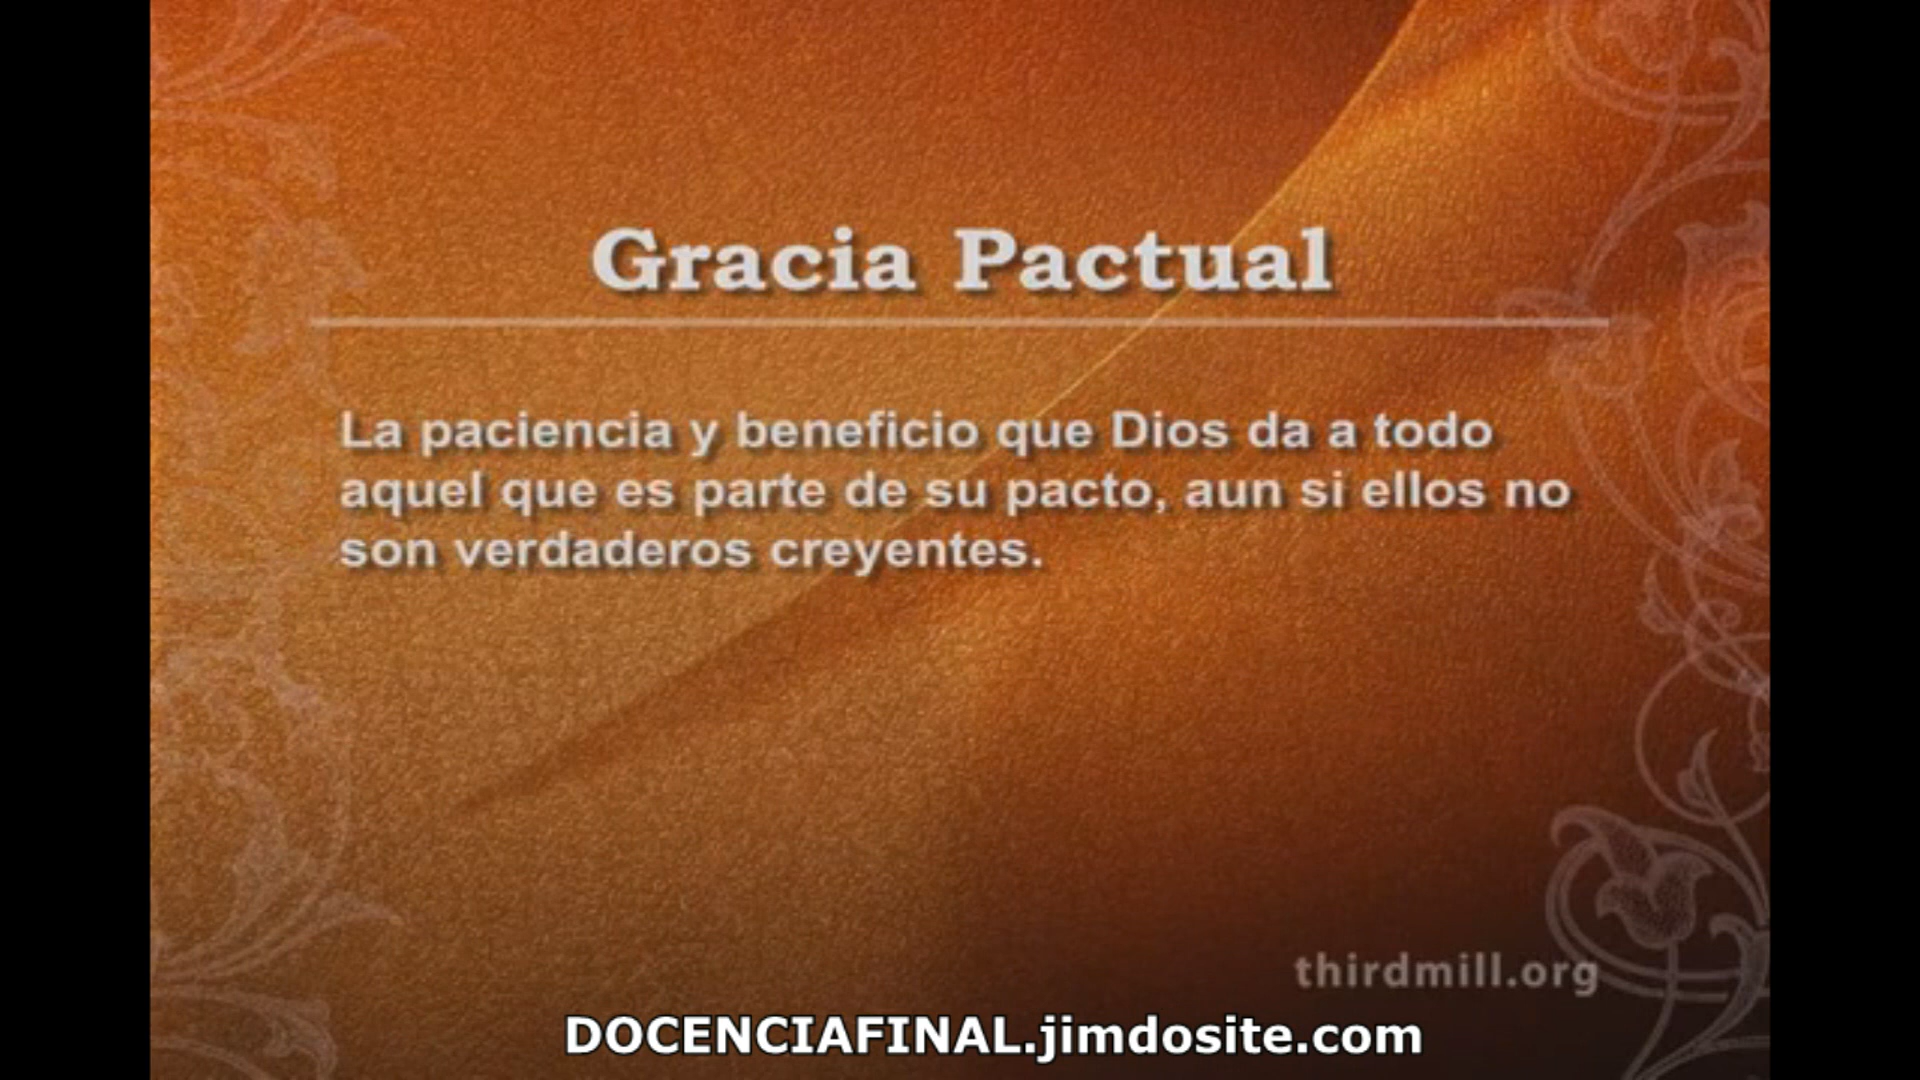 Gracia Pactual
La paciencia y beneficio que Dios da a todo
aquel que es parte de su pacto, aun si ellos no
son verdaderos creyentes.
thirdmill.org
DOCENCIAFINAL.jimdosite.com